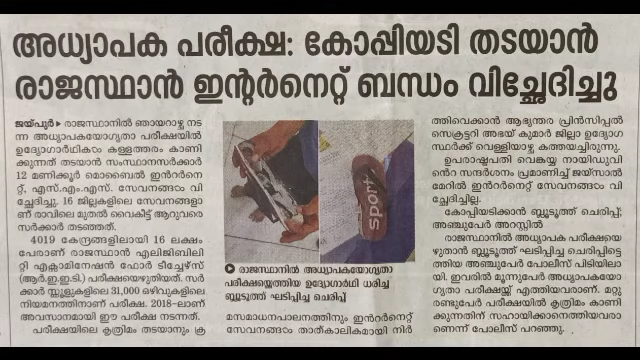 അധ്യാപക പരീക്ഷ: കോപ്പിയടി തടയാൻ
രാജസ്ഥാൻ ഇന്റർനെറ്റ് ബന്ധം വിച്ഛേദിച്ചു
ജയ്പൂർ ▶ രാജസ്ഥാനിൽ ഞായറാഴ്ച നട
ന്ന അധ്യാപകയോഗ്യതാ പരീക്ഷയിൽ
ഉദ്യോഗാർഥികൾ കള്ളത്തരം കാണി
ക്കുന്നത് തടയാൻ സംസ്ഥാനസർക്കാർ
12 മണിക്കൂർ മൊബൈൽ ഇന്റർനെ
റ്റ്, എസ്.എം.എസ്. സേവനങ്ങൾ വി
ച്ഛേദിച്ചു. 16 ജില്ലകളിലെ സേവനങ്ങളാ
ണ് രാവിലെ മുതൽ വൈകീട്ട് ആറുവരെ
സർക്കാർ തടഞ്ഞത്.
4019 കേന്ദ്രങ്ങളിലായി 16 ലക്ഷം
പേരാണ് രാജസ്ഥാൻ എലിജിബിലി
റ്റി എക്സാമിനേഷൻ ഫോർ ടീച്ചേഴ്സ്
(ആർ.ഇ.ഇ.ടി.) പരീക്ഷയെഴുതിയത്. സർ
ക്കാർ സ്കൂളുകളിലെ 31,000 ഒഴിവുകളിലെ
നിയമനത്തിനാണ് പരീക്ഷ. 2018-ലാണ്
അവസാനമായി ഈ പരീക്ഷ നടന്നത്.
പരീക്ഷയിലെ കൃത്രിമം തടയാനും ക്ര
sport
▶ രാജസ്ഥാനിൽ അധ്യാപകയോഗ്യതാ
പരീക്ഷയ്ക്കെത്തിയ ഉദ്യോഗാർഥി ധരിച്ച
ബ്ലൂടൂത്ത് ഘടിപ്പിച്ച ചെരിപ്പ്
മസമാധനപാലനത്തിനും ഇന്റർനെറ്റ്
സേവനങ്ങൾ താത്കാലികമായി നിർ
ത്തിവെക്കാൻ ആഭ്യന്തര പ്രിൻസിപ്പൽ
സെക്രട്ടറി അഭയ് കുമാർ ജില്ലാ ഉദ്യോഗ
സ്ഥർക്ക് വെള്ളിയാഴ്ച കത്തയച്ചിരുന്നു.
ഉപരാഷ്ട്രപതി വെങ്കയ്യ നായിഡുവി
ന്റെ സന്ദർശനം പ്രമാണിച്ച് ജയ്‌സാൽ
മേറിൽ ഇന്റർനെറ്റ് സേവനങ്ങൾ വി
ച്ഛേദിച്ചില്ല.
കോപ്പിയടിക്കാൻ ബ്ലൂടൂത്ത് ചെരിപ്പ്;
അഞ്ചുപേർ അറസ്റ്റിൽ
രാജസ്ഥാനിൽ അധ്യാപക പരീക്ഷയെ
ഴുതാൻ ബ്ലൂടൂത്ത് ഘടിപ്പിച്ച ചെരിപ്പിട്ടെ
ത്തിയ അഞ്ചുപേർ പോലീസ് പിടിയിലാ
യി. ഇവരിൽ മൂന്നുപേർ അധ്യാപകയോ
ഗ്യതാ പരീക്ഷയ്ക്ക് എത്തിയവരാണ്. മറ്റു
രണ്ടുപേർ പരീക്ഷയിൽ കൃത്രിമം കാണി
ക്കുന്നതിന് സഹായിക്കാനെത്തിയവരാ
ണെന്ന് പോലീസ് പറഞ്ഞു.